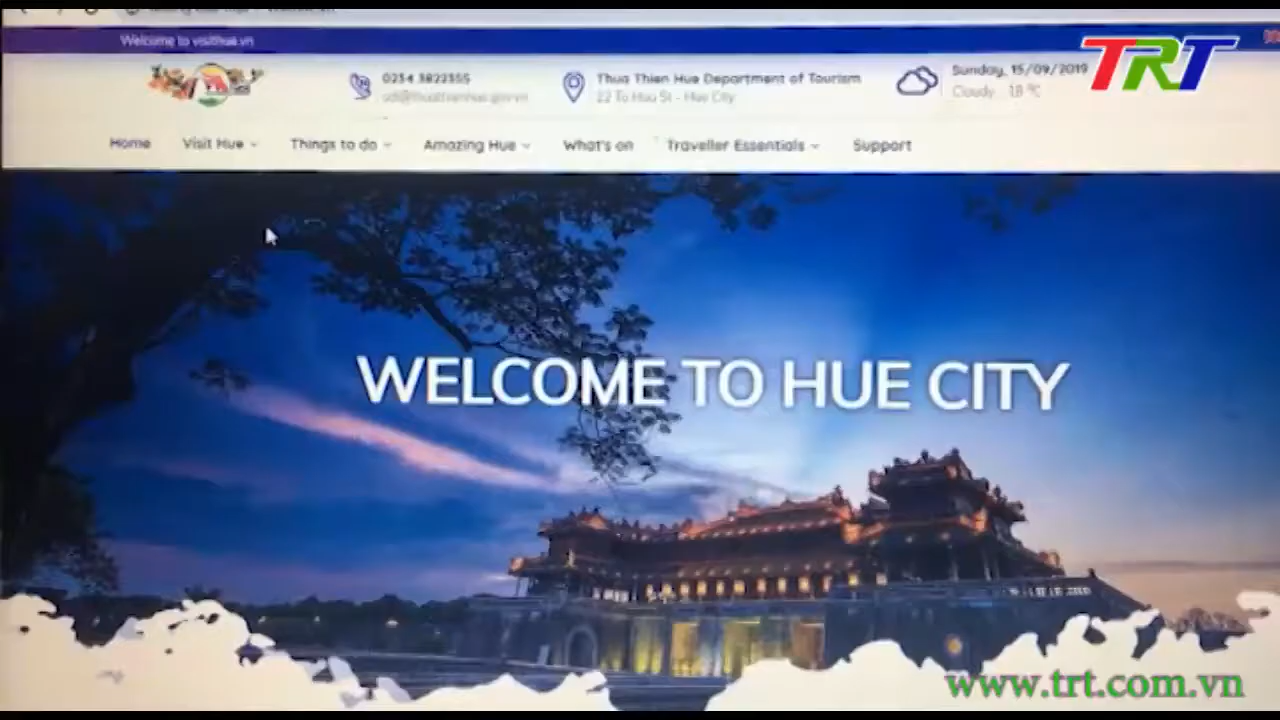 Welcome to visithue.vn
TRT
0234 3822355
Thua Thien Hue Department of Tourism
22 To Huu St - Hue City
Sunday, 15/09/2019
Cloudy 18 °C
Home Visit Hue Things to do Amazing Hue What's on Traveller Essentials Support
WELCOME TO HUE CITY
www.trt.com.vn